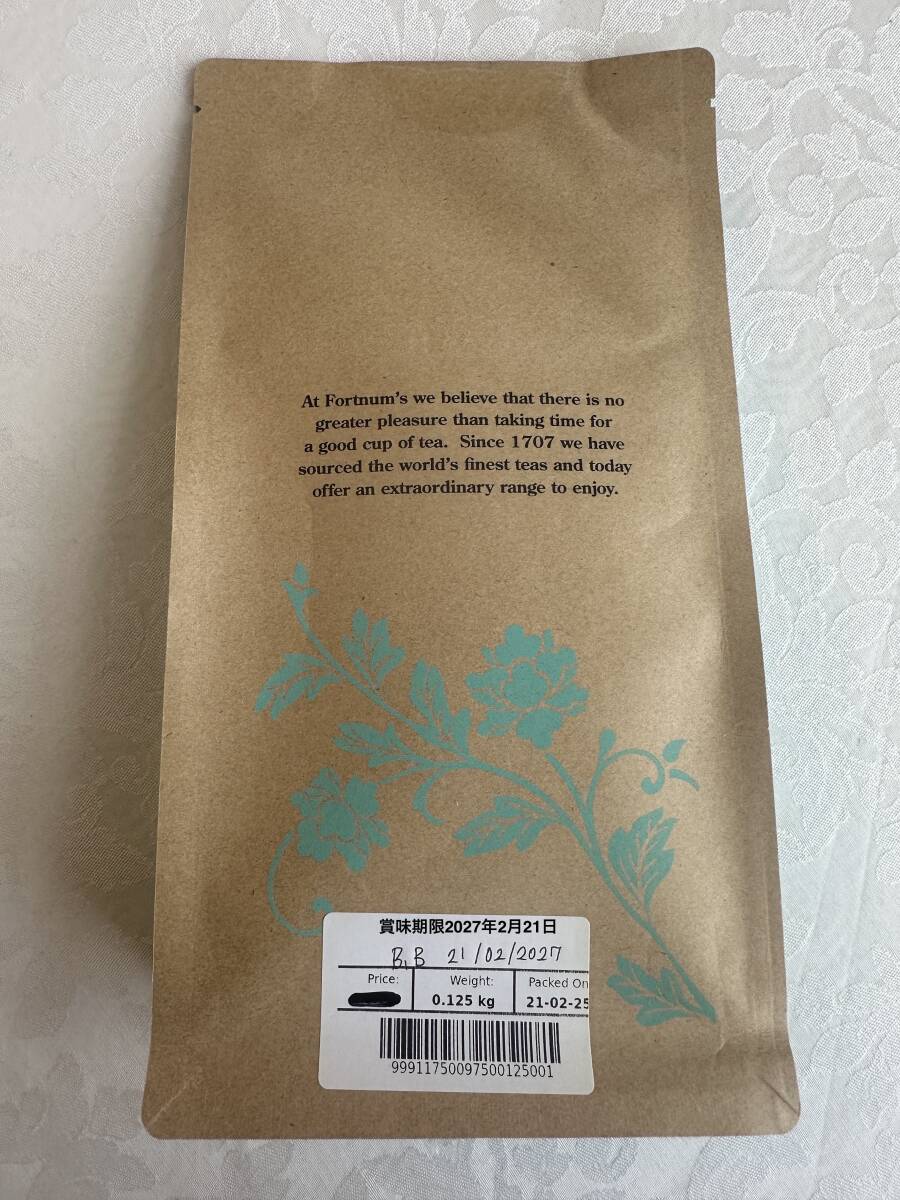 At Fortnum's we believe that there is no
greater pleasure than taking time for
a good cup of tea. Since 1707 we have
sourced the world's finest teas and today
offer an extraordinary range to enjoy.
賞味期限2027年2月21日
B,B 21/02/2027
Price: Weight: Packed On
0.125 kg 21-02-25
99911750097500125001